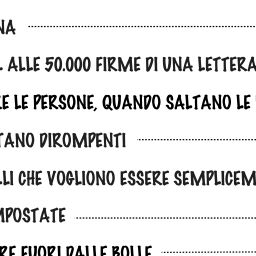 NA
. ALLE 50.000 FIRME DI UNA LETTERA
RE LE PERSONE, QUANDO SALTANO LE
TANO DIROMPENTI
LLI CHE VOGLIONO ESSERE SEMPLICEM
MPOSTATE
RE FUORI DALLE BOLLE